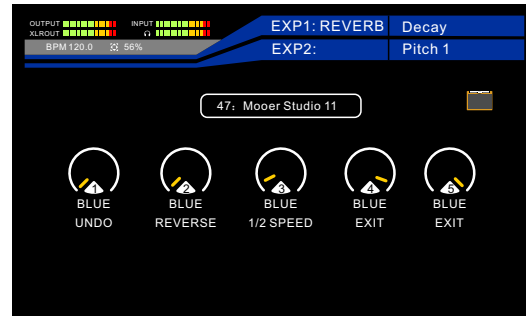 OUTPUT INPUT EXP1: REVERB Decay
XLROUT
BPM 120.0 56% EXP2: Pitch 1
47: Mooer Studio 11
1 2 3 4 5
BLUE BLUE BLUE BLUE BLUE
UNDO REVERSE 1/2 SPEED EXIT EXIT